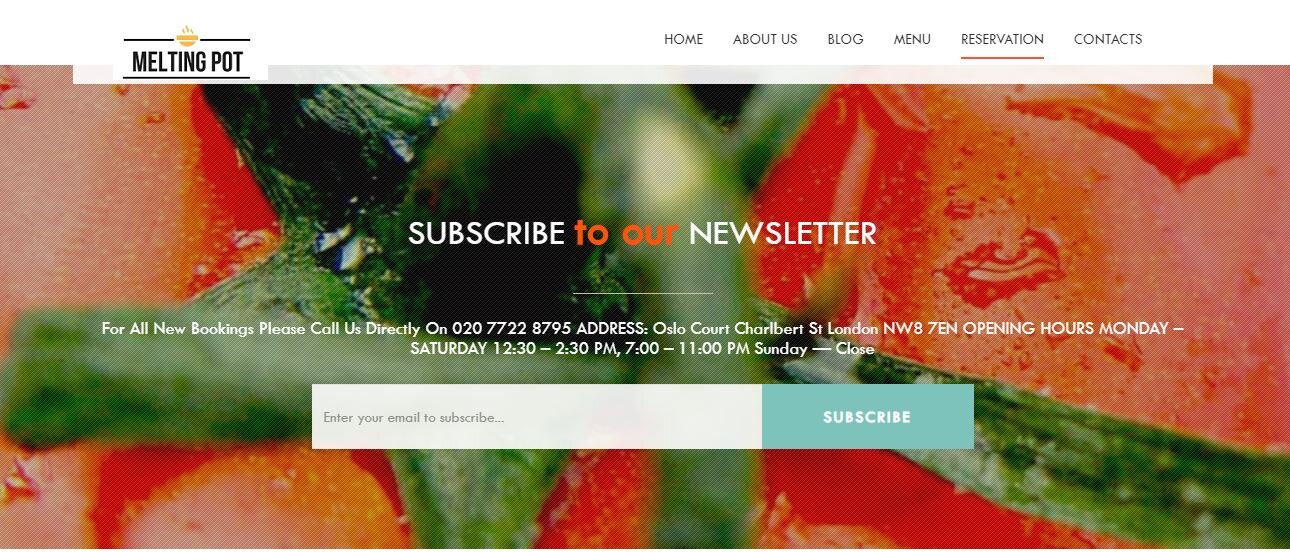 MELTING POT
HOME ABOUT US BLOG MENU RESERVATION CONTACTS
SUBSCRIBE to our NEWSLETTER
For All New Bookings Please Call Us Directly On 020 7722 8795 ADDRESS: Oslo Court Charlbert St London NW8 7EN OPENING HOURS MONDAY –
SATURDAY 12:30 – 2:30 PM, 7:00 – 11:00 PM Sunday —– Close
Enter your email to subscribe... SUBSCRIBE